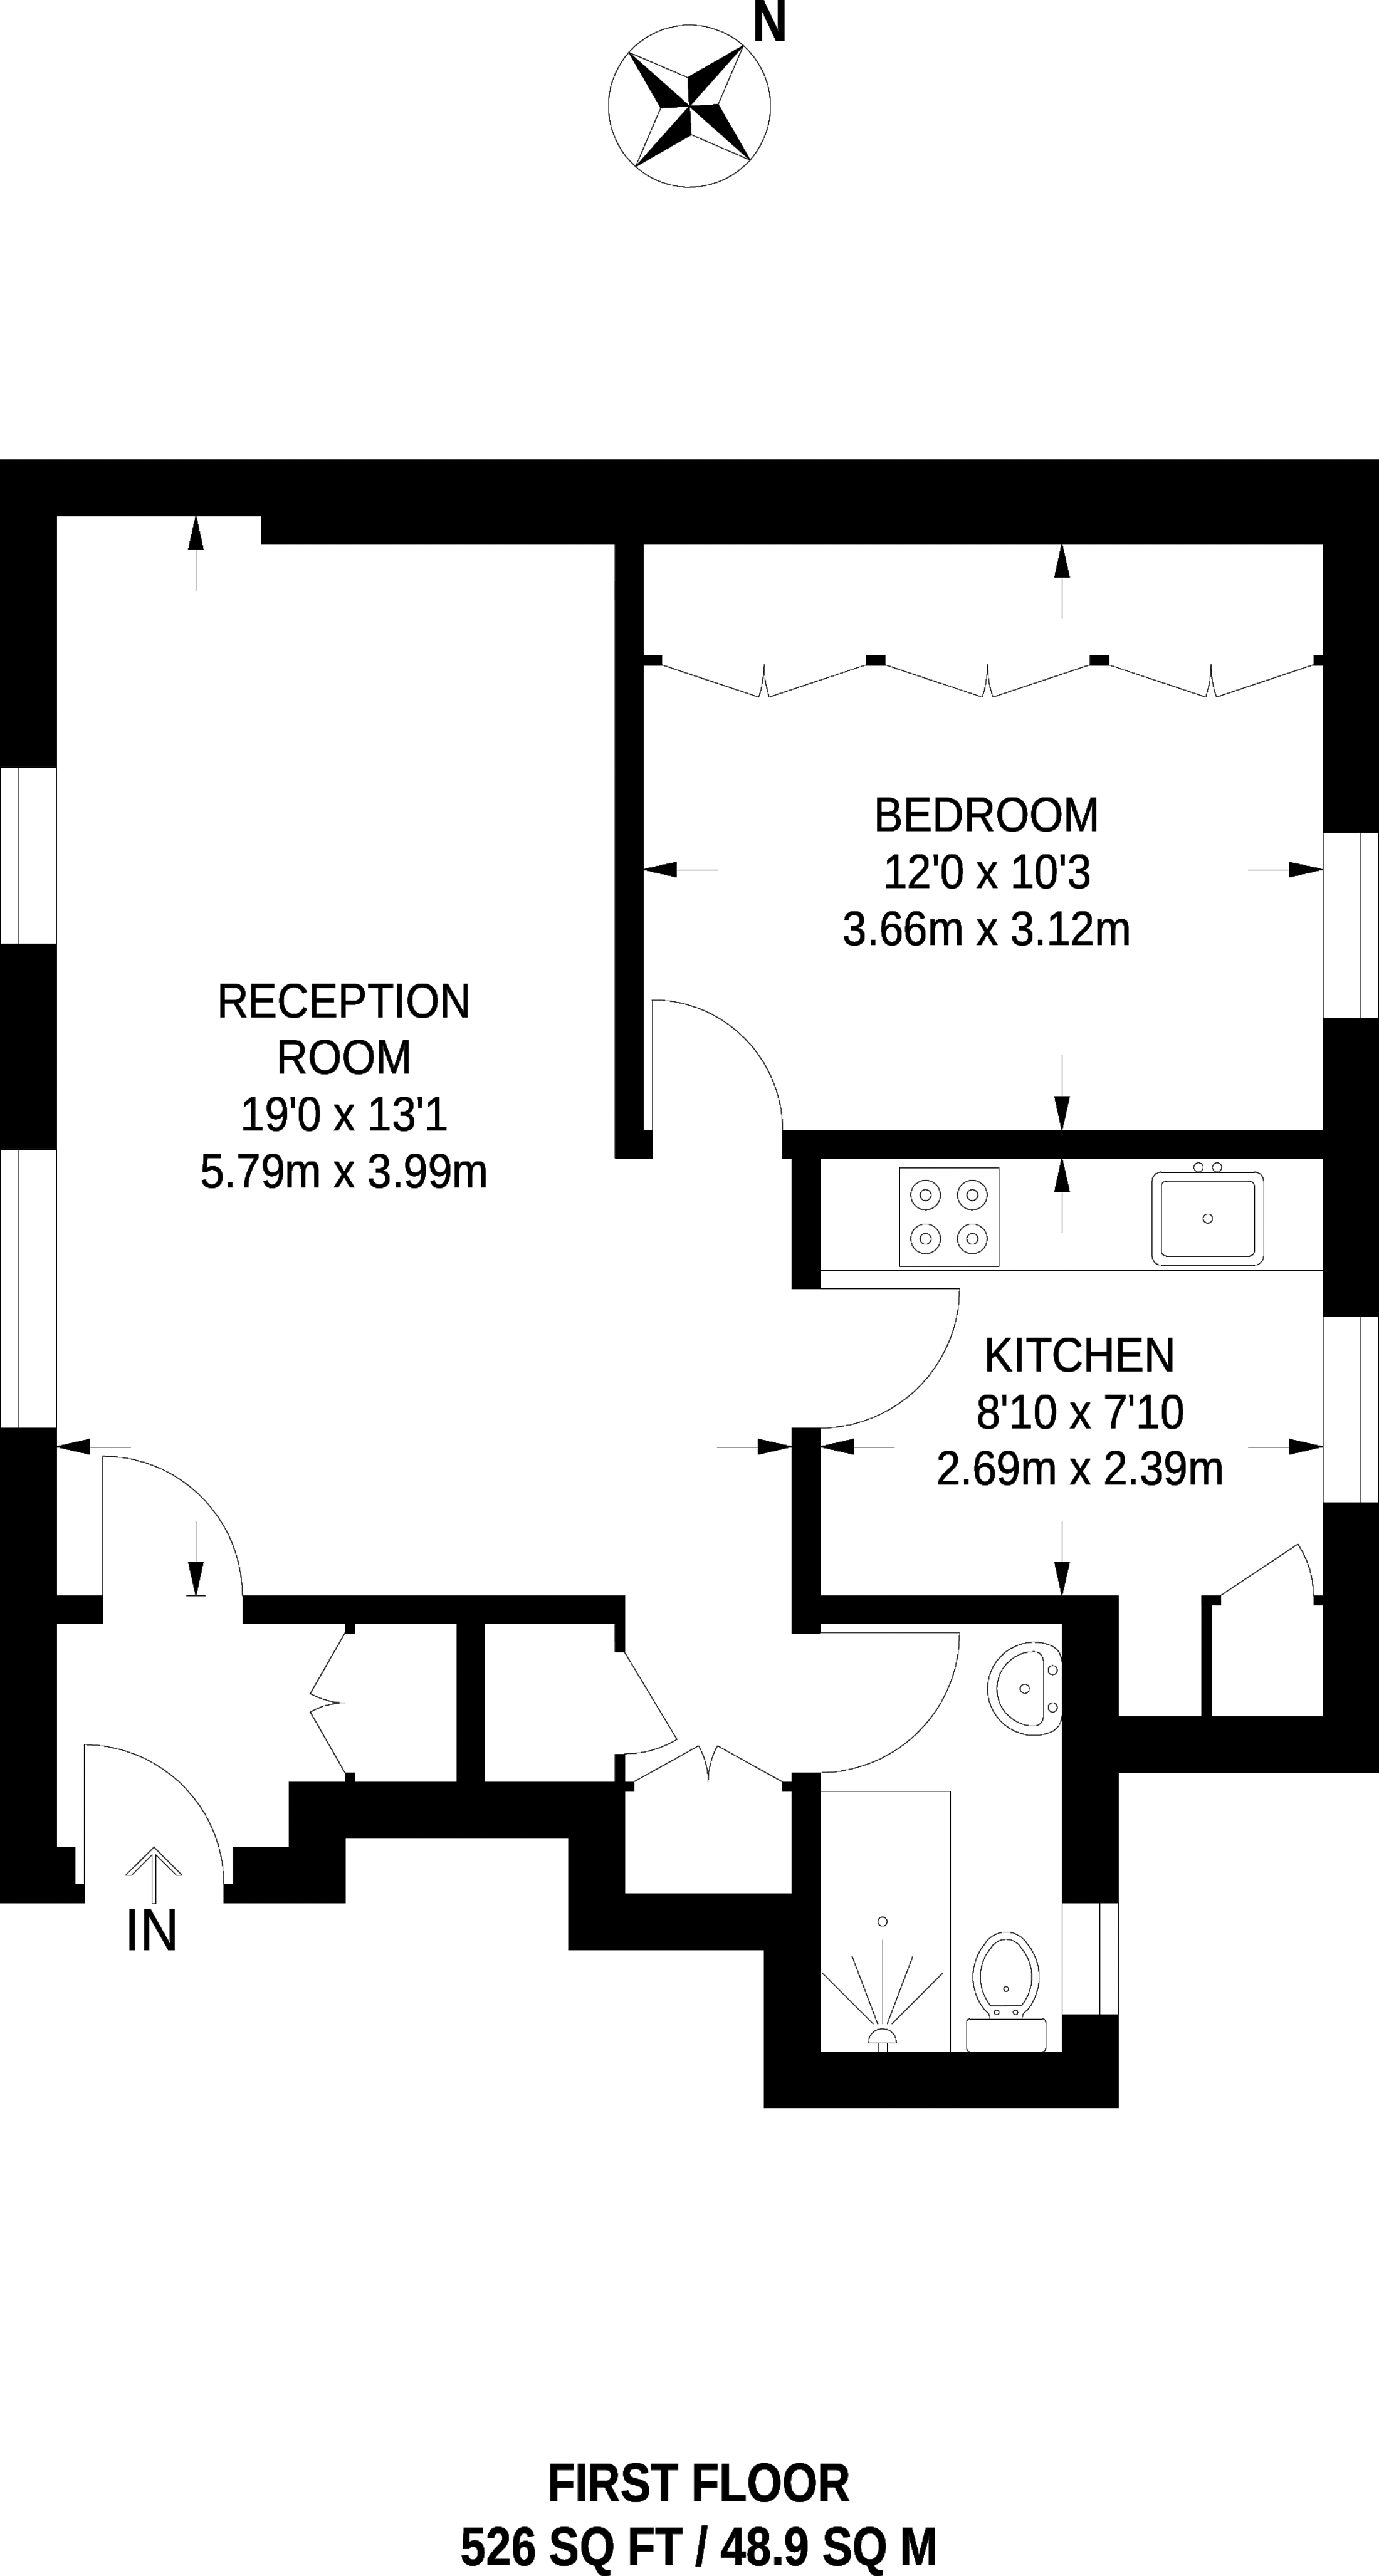 N
BEDROOM
12'0 x 10'3
3.66m x 3.12m
RECEPTION
ROOM
19'0 x 13'1
5.79m x 3.99m
KITCHEN
8'10 x 7'10
2.69m x 2.39m
IN
FIRST FLOOR
526 SQ FT / 48.9 SQ M